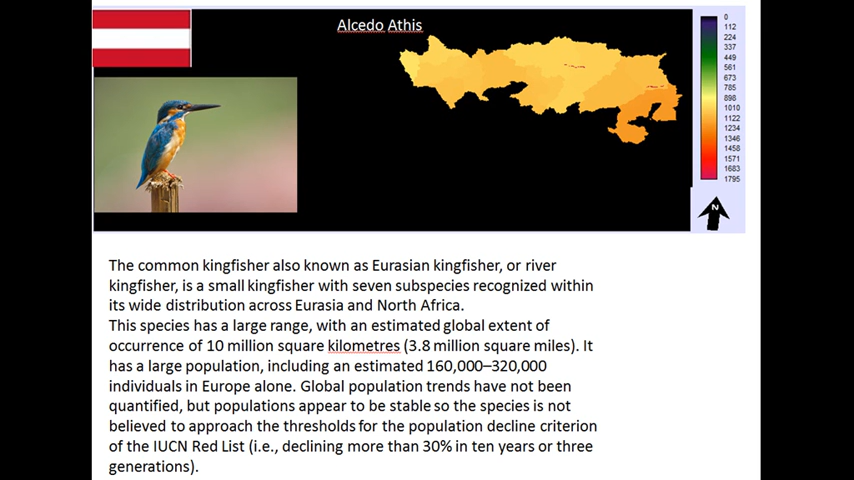 Alcedo Athis
0
112
224
337
449
561
673
785
898
1010
1122
1234
1346
1458
1571
1683
1795
N
The common kingfisher also known as Eurasian kingfisher, or river
kingfisher, is a small kingfisher with seven subspecies recognized within
its wide distribution across Eurasia and North Africa.
This species has a large range, with an estimated global extent of
occurrence of 10 million square kilometres (3.8 million square miles). It
has a large population, including an estimated 160,000–320,000
individuals in Europe alone. Global population trends have not been
quantified, but populations appear to be stable so the species is not
believed to approach the thresholds for the population decline criterion
of the IUCN Red List (i.e., declining more than 30% in ten years or three
generations).